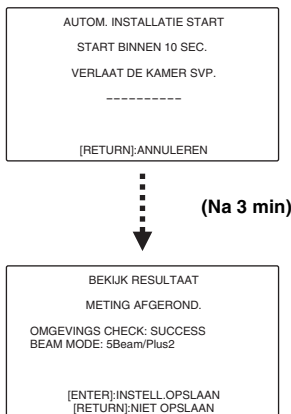 AUTOM. INSTALLATIE START
START BINNEN 10 SEC.
VERLAAT DE KAMER SVP.
_ _ _ _ _ _ _ _ _ _
[RETURN]:ANNULEREN
(Na 3 min)
BEKIJK RESULTAAT
METING AFGEROND.
OMGEVINGS CHECK: SUCCESS
BEAM MODE: 5Beam/Plus2
[ENTER]:INSTELL.OPSLAAN
[RETURN]:NIET OPSLAAN